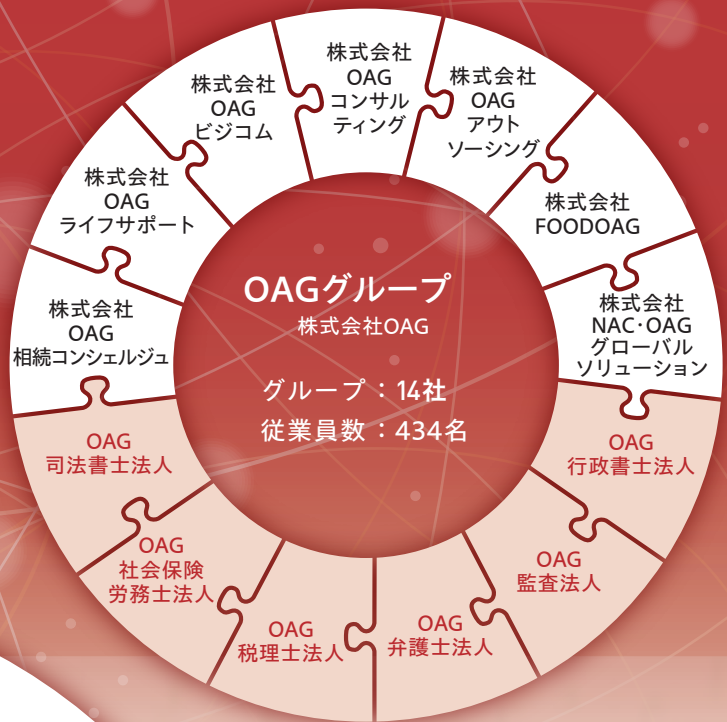 株式会社
OAG
コンサル
ティング
株式会社
OAG
アウト
ソーシング
株式会社
FOODOAG
株式会社
NAC・OAG
グローバル
ソリューション
OAG
行政書士法人
OAG
監査法人
OAG
弁護士法人
OAG
税理士法人
OAG
社会保険
労務士法人
OAG
司法書士法人
株式会社
OAG
相続コンシェルジュ
株式会社
OAG
ライフサポート
株式会社
OAG
ビジコム
OAGグループ
株式会社OAG
グループ：14社
従業員数：434名